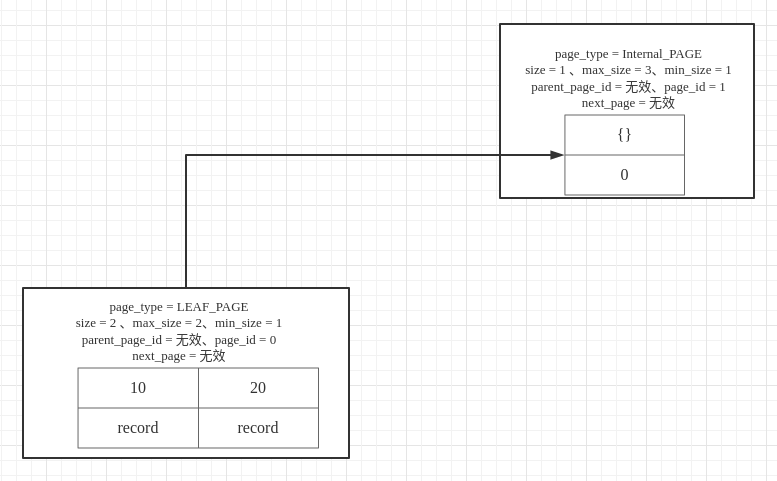 page_type = Internal_PAGE
size = 1 、max_size = 3、min_size = 1
parent_page_id = 无效、page_id = 1
next_page = 无效
{}
0
page_type = LEAF_PAGE
size = 2 、max_size = 2、min_size = 1
parent_page_id = 无效、page_id = 0
next_page = 无效
10 20
record record